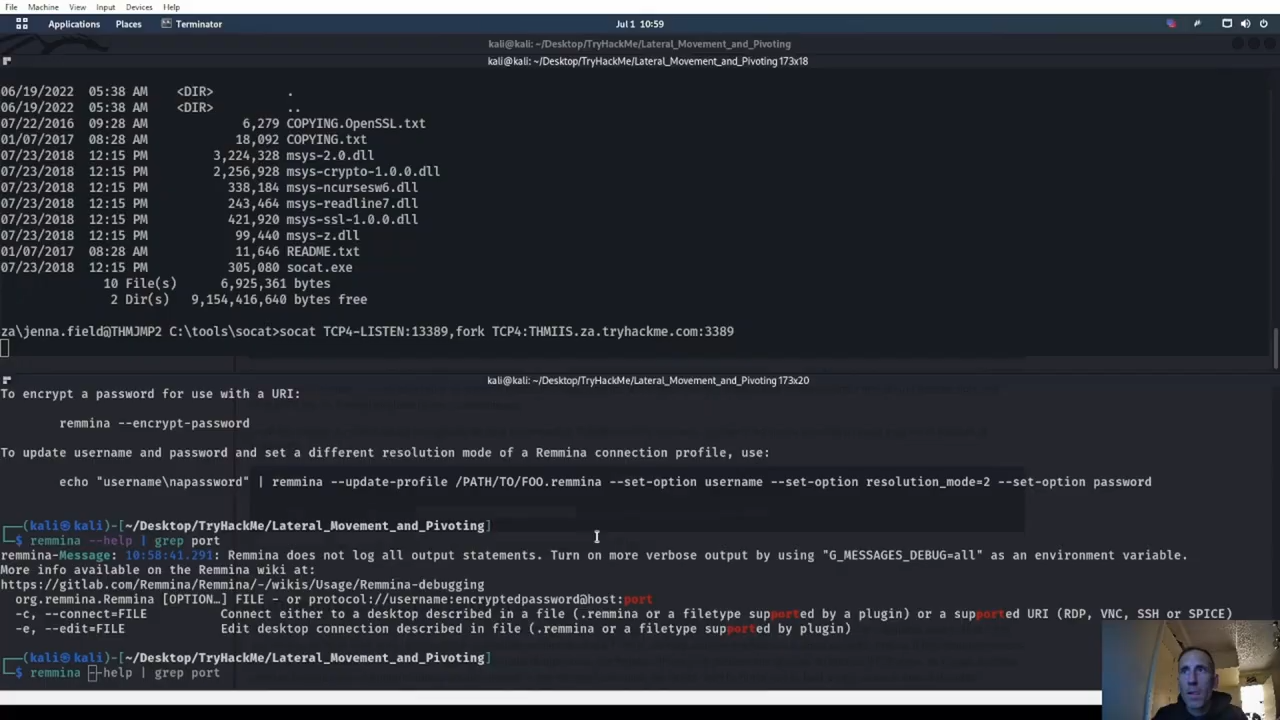 File Machine View Input Devices Help
Applications Places Terminator Jul 1 10:59
kali@kali: ~/Desktop/TryHackMe/Lateral_Movement_and_Pivoting
kali@kali: ~/Desktop/TryHackMe/Lateral_Movement_and_Pivoting 173x18
06/19/2022 05:38 AM <DIR> .
06/19/2022 05:38 AM <DIR> ..
07/22/2016 09:28 AM 6,279 COPYING.OpenSSL.txt
01/07/2017 08:28 AM 18,092 COPYING.txt
07/23/2018 12:15 PM 3,224,328 msys-2.0.dll
07/23/2018 12:15 PM 2,256,928 msys-crypto-1.0.0.dll
07/23/2018 12:15 PM 338,184 msys-ncursesw6.dll
07/23/2018 12:15 PM 243,464 msys-readline7.dll
07/23/2018 12:15 PM 421,920 msys-ssl-1.0.0.dll
07/23/2018 12:15 PM 99,440 msys-z.dll
01/07/2017 08:28 AM 11,646 README.txt
07/23/2018 12:15 PM 305,080 socat.exe
10 File(s) 6,925,361 bytes
2 Dir(s) 9,154,416,640 bytes free
za\jenna.field@THMJMP2 C:\tools\socat>socat TCP4-LISTEN:13389,fork TCP4:THMIIS.za.tryhackme.com:3389
kali@kali: ~/Desktop/TryHackMe/Lateral_Movement_and_Pivoting 173x20
To encrypt a password for use with a URI:
remmina --encrypt-password
To update username and password and set a different resolution mode of a Remmina connection profile, use:
echo "username\napassword" | remmina --update-profile /PATH/TO/FOO.remmina --set-option username --set-option resolution_mode=2 --set-option password
┌──(kali㉿kali)-[~/Desktop/TryHackMe/Lateral_Movement_and_Pivoting]
└─$ remmina --help | grep port
remmina-Message: 10:58:41.291: Remmina does not log all output statements. Turn on more verbose output by using "G_MESSAGES_DEBUG=all" as an environment variable.
More info available on the Remmina wiki at:
https://gitlab.com/Remmina/Remmina/-/wikis/Usage/Remmina-debugging
org.remmina.Remmina [OPTION…] FILE - or protocol://username:encryptedpassword@host:port
-c, --connect=FILE Connect either to a desktop described in a file (.remmina or a filetype supported by a plugin) or a supported URI (RDP, VNC, SSH or SPICE)
-e, --edit=FILE Edit desktop connection described in file (.remmina or a filetype supported by plugin)
┌──(kali㉿kali)-[~/Desktop/TryHackMe/Lateral_Movement_and_Pivoting]
└─$ remmina --help | grep port